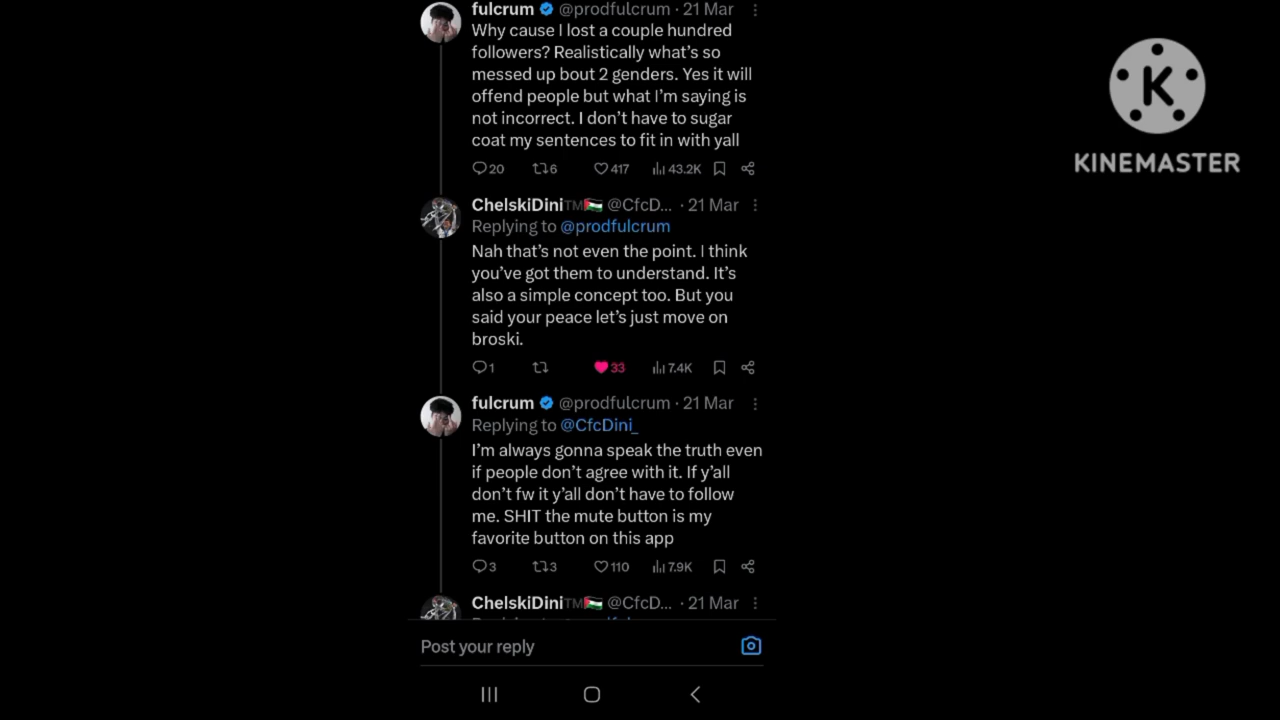 fulcrum @prodfulcrum · 21 Mar
Why cause I lost a couple hundred
followers? Realistically what's so
messed up bout 2 genders. Yes it will
offend people but what I'm saying is
not incorrect. I don't have to sugar
coat my sentences to fit in with yall
20 6 417 43.2K
ChelskiDini™🇵🇸 @CfcD... · 21 Mar
Replying to @prodfulcrum
Nah that's not even the point. I think
you've got them to understand. It's
also a simple concept too. But you
said your peace let's just move on
broski.
1 33 7.4K
fulcrum @prodfulcrum · 21 Mar
Replying to @CfcDini_
I'm always gonna speak the truth even
if people don't agree with it. If y'all
don't fw it y'all don't have to follow
me. SHIT the mute button is my
favorite button on this app
3 3 110 7.9K
ChelskiDini™🇵🇸 @CfcD... · 21 Mar
Post your reply
K
KINEMASTER